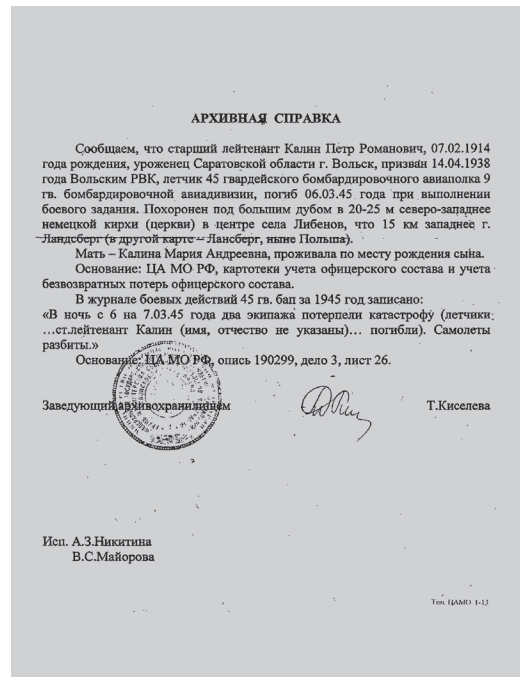 АРХИВНАЯ СПРАВКА
Сообщаем, что старший лейтенант Калин Петр Романович, 07.02.1914
года рождения, уроженец Саратовской области г. Вольск, призван 14.04.1938
года Вольским РВК, летчик 45 гвардейского бомбардировочного авиаполка 9
гв. бомбардировочной авиадивизии, погиб 06.03.45 года при выполнении
боевого задания. Похоронен под большим дубом в 20-25 м северо-западнее
немецкой кирхи (церкви) в центре села Либенов, что 15 км западнее г.
Ландсберг (в другой карте – Лансберг, ныне Польша).
Мать – Калина Мария Андреевна, проживала по месту рождения сына.
Основание: ЦА МО РФ, картотеки учета офицерского состава и учета
безвозвратных потерь офицерского состава.
В журнале боевых действий 45 гв. бап за 1945 год записано:
«В ночь с 6 на 7.03.45 года два экипажа потерпели катастрофу (летчики:
…ст.лейтенант Калин (имя, отчество не указаны)… погибли). Самолеты
разбиты.»
Основание: ЦА МО РФ, опись 190299, дело 3, лист 26.
Заведующий архивохранилищем Т.Киселева
Исп. А.З.Никитина
В.С.Майорова
Тип. ЦАМО 1-13